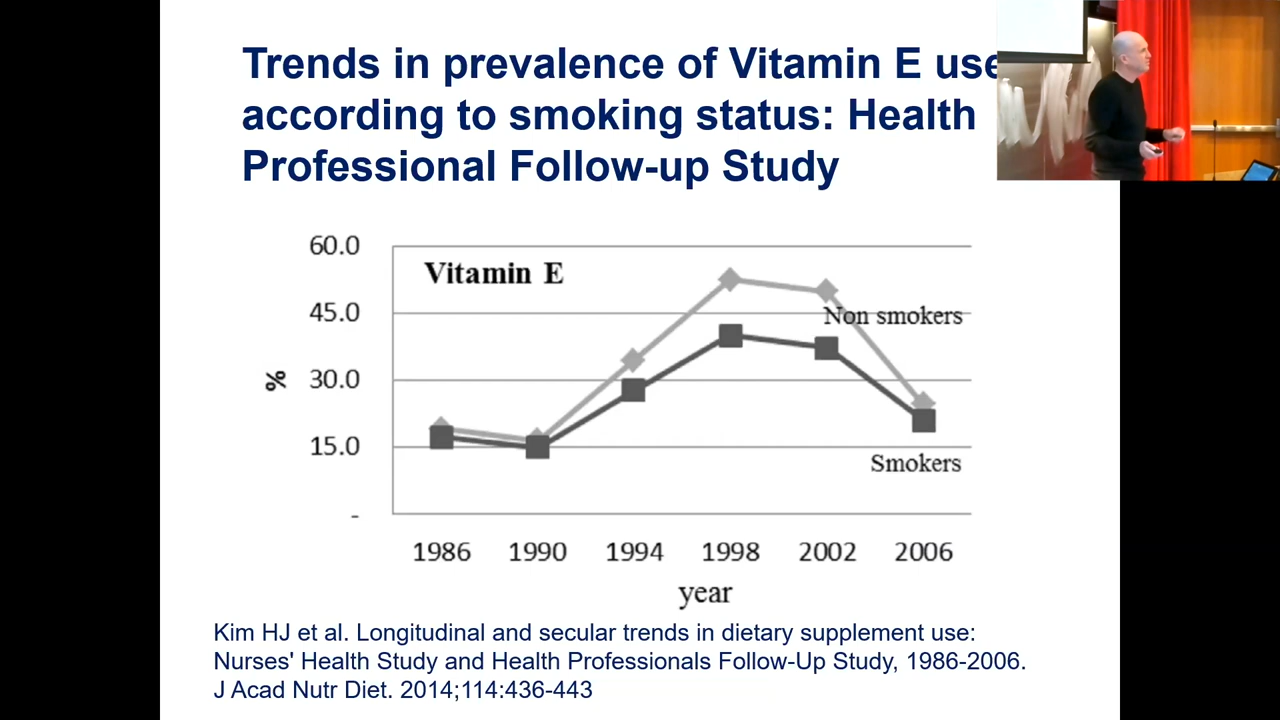 Trends in prevalence of Vitamin E use
according to smoking status: Health
Professional Follow-up Study
60.0
Vitamin E
45.0
Non smokers
%
30.0
15.0
Smokers
-
1986 1990 1994 1998 2002 2006
year
Kim HJ et al. Longitudinal and secular trends in dietary supplement use:
Nurses' Health Study and Health Professionals Follow-Up Study, 1986-2006.
J Acad Nutr Diet. 2014;114:436-443